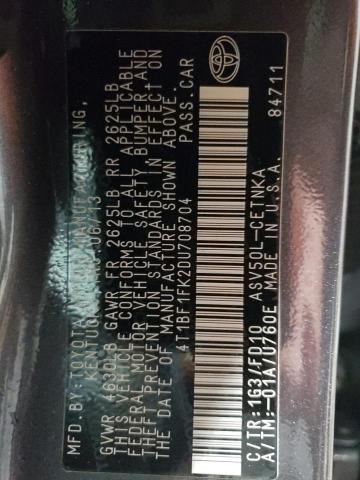 MFD. BY: TOYOTA MOTOR MANUFACTURING,
KENTUCKY, INC. 06/13
GVWR 4630LB GAWR FR 2625LB RR 2625LB
THIS VEHICLE CONFORMS TO ALL APPLICABLE
FEDERAL MOTOR VEHICLE SAFETY BUMPER AND
THEFT PREVENTION STANDARDS IN EFFECT ON
THE DATE OF MANUFACTURE SHOWN ABOVE.
4T1BF1FK2DU708704 PASS.CAR
C/TR:1G3/FD10 ASV50L-CETNKA
A/TM:-01A/U760E MADE IN U.S.A.
84711